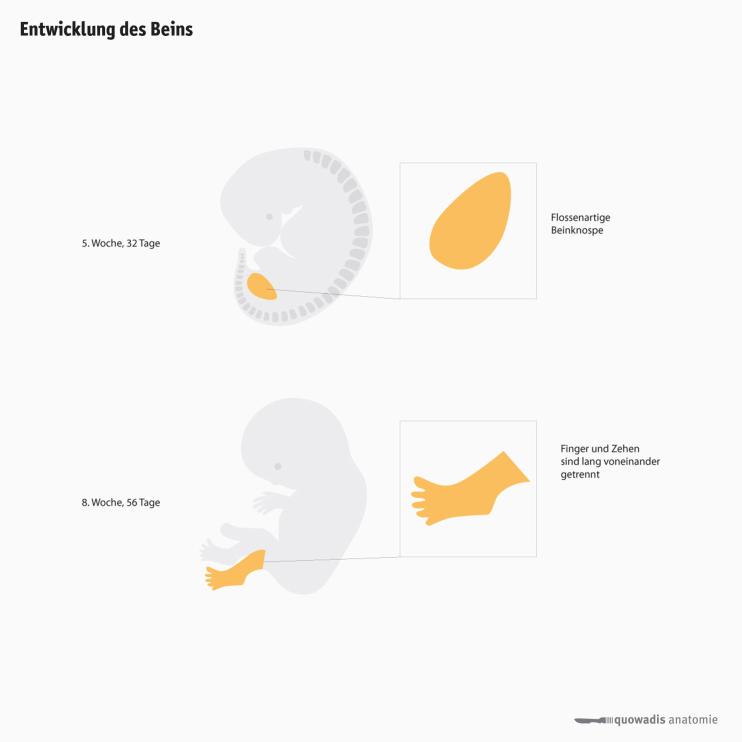 Entwicklung des Beins
5. Woche, 32 Tage
Flossenartige
Beinknospe
8. Woche, 56 Tage
Finger und Zehen
sind lang voneinander
getrennt
quowadis anatomie